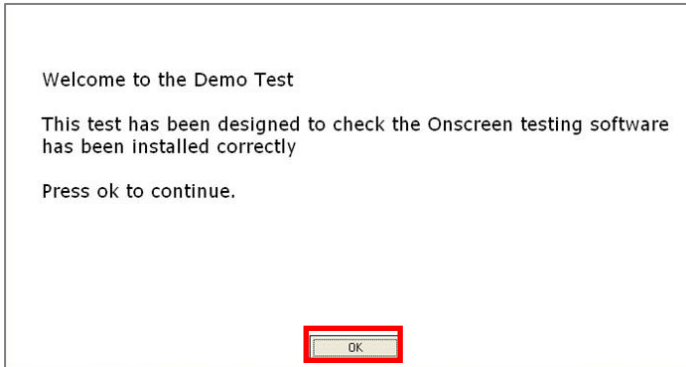 Welcome to the Demo Test
This test has been designed to check the Onscreen testing software
has been installed correctly
Press ok to continue.
OK